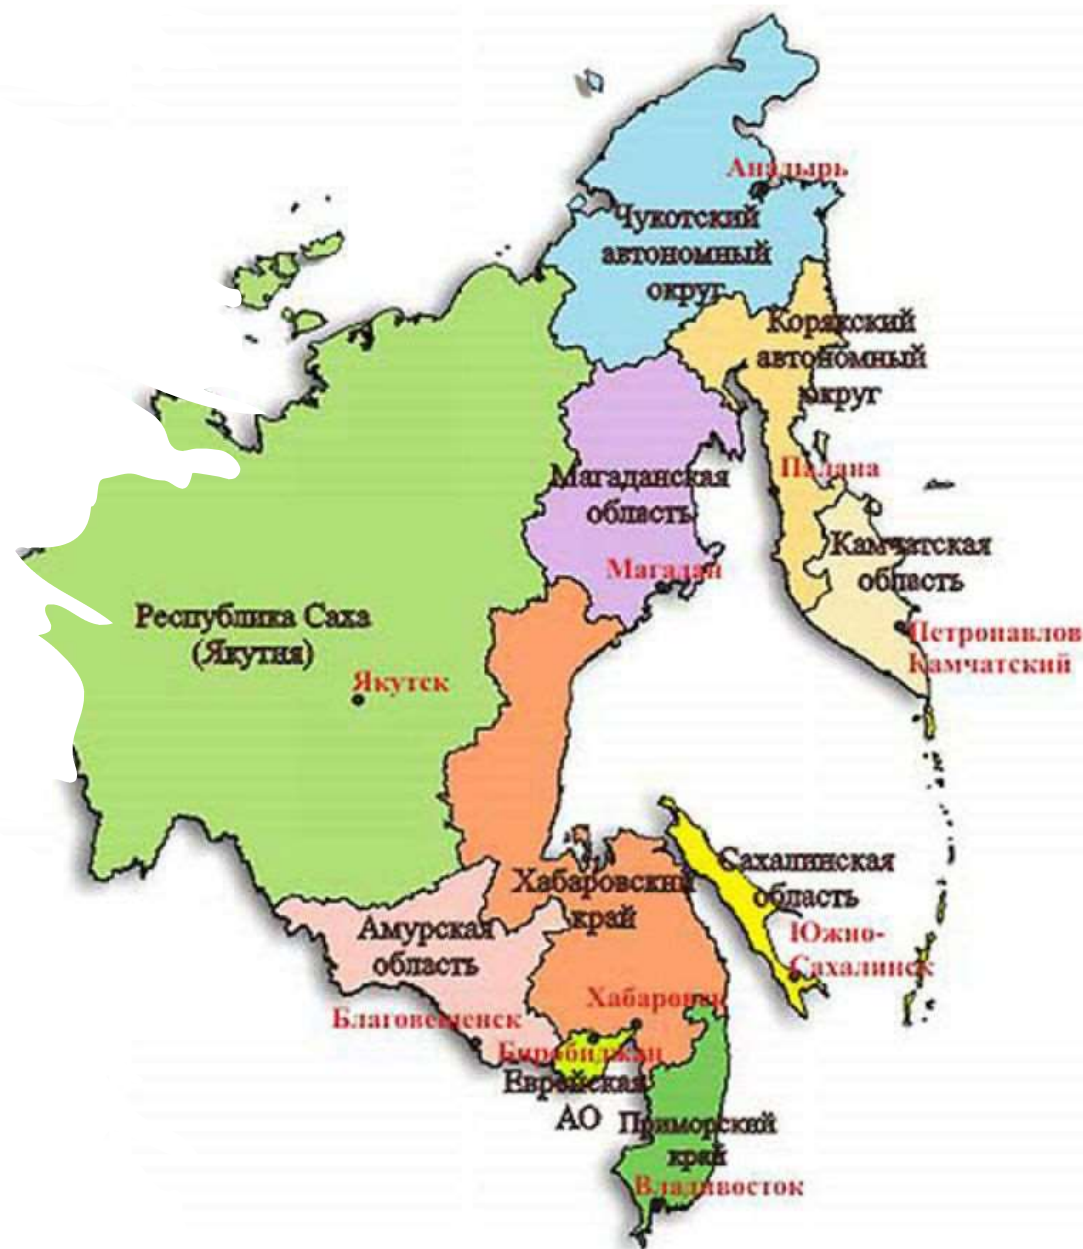 Анадырь
Чукотский
автономный
округ
Корякский
автономный
округ
Палана
Магаданская
область
Магадан
Камчатская
область
Петропавлов
Камчатский
Республика Саха
(Якутия)
Якутск
Сахалинская
область
Южно-
Сахалинск
Хабаровский
край
Амурская
область
Хабаровск
Благовещенск
Биробиджан
Еврейская
АО
Приморский
край
Владивосток